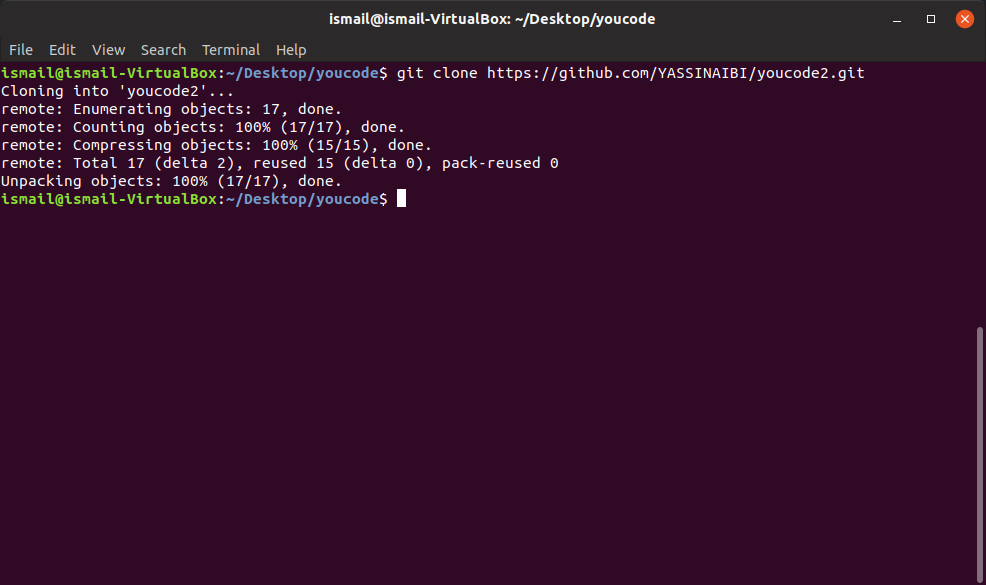 ismail@ismail-VirtualBox: ~/Desktop/youcode
File Edit View Search Terminal Help
ismail@ismail-VirtualBox:~/Desktop/youcode$ git clone https://github.com/YASSINAIBI/youcode2.git
Cloning into 'youcode2'...
remote: Enumerating objects: 17, done.
remote: Counting objects: 100% (17/17), done.
remote: Compressing objects: 100% (15/15), done.
remote: Total 17 (delta 2), reused 15 (delta 0), pack-reused 0
Unpacking objects: 100% (17/17), done.
ismail@ismail-VirtualBox:~/Desktop/youcode$